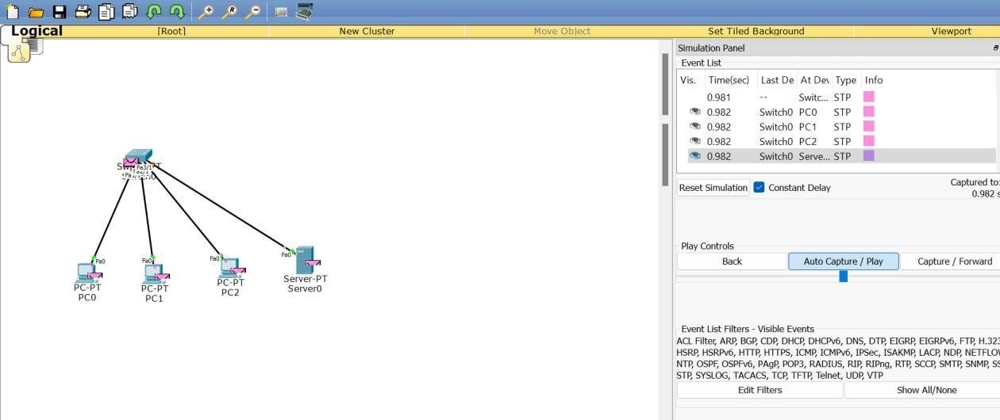 Logical [Root] New Cluster Move Object Set Tiled Background Viewport
Simulation Panel
Event List
Vis. Time(sec) Last De At Dev Type Info
0.981 -- Switc... STP
0.982 Switch0 PC0 STP
0.982 Switch0 PC1 STP
0.982 Switch0 PC2 STP
0.982 Switch0 Serve... STP
Reset Simulation Constant Delay Captured to:
0.982 s
Play Controls
Back Auto Capture / Play Capture / Forward
Fa3/1
Fa0 Fa0 Fa0 Fa0
PC-PT
PC0
PC-PT
PC1
PC-PT
PC2
Server-PT
Server0
Event List Filters - Visible Events
ACL Filter, ARP, BGP, CDP, DHCP, DHCPv6, DNS, DTP, EIGRP, EIGRPv6, FTP, H.323
HSRP, HSRPv6, HTTP, HTTPS, ICMP, ICMPv6, IPSec, ISAKMP, LACP, NDP, NETFLOW
NTP, OSPF, OSPFv6, PAgP, POP3, RADIUS, RIP, RIPng, RTP, SCCP, SMTP, SNMP, SS
STP, SYSLOG, TACACS, TCP, TFTP, Telnet, UDP, VTP
Edit Filters Show All/None